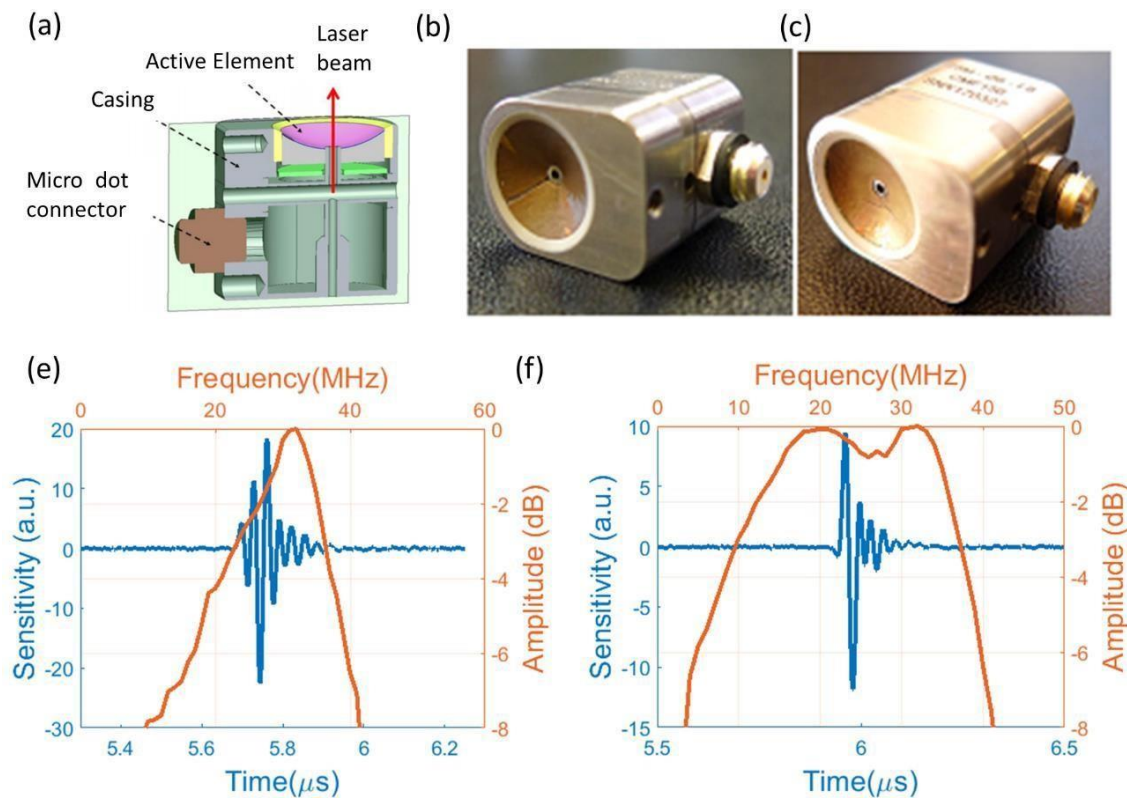 (a)
Laser
beam
Active Element
Casing
Micro dot
connector
(b)
(c)
(e)
Frequency(MHz)
0 20 40 60
20
10
0
-10
-20
-30
Sensitivity (a.u.)
0
-2
-4
-6
-8
Amplitude (dB)
5.4 5.6 5.8 6 6.2
Time(μs)
(f)
Frequency(MHz)
0 10 20 30 40 50
10
5
0
-5
-10
-15
Sensitivity (a.u.)
0
-2
-4
-6
-8
Amplitude (dB)
5.5 6 6.5
Time(μs)